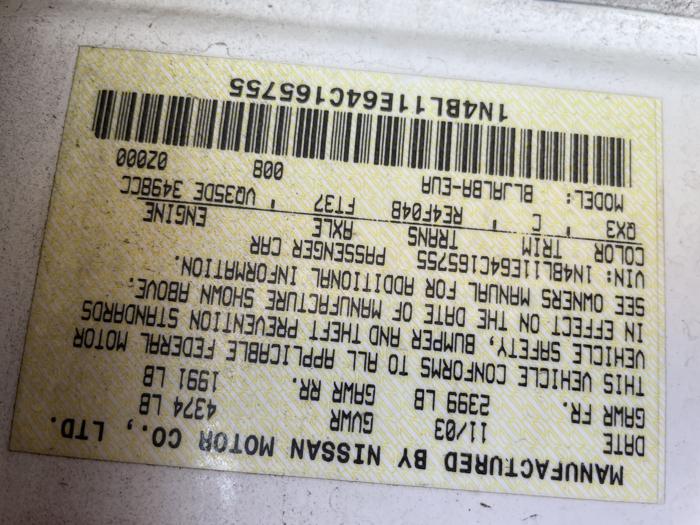 MANUFACTURED BY NISSAN MOTOR CO., LTD.
DATE GVWR
11/03 4374 LB
GAWR FR. GAWR RR.
2399 LB 1991 LB
THIS VEHICLE CONFORMS TO ALL APPLICABLE FEDERAL MOTOR
VEHICLE SAFETY, BUMPER AND THEFT PREVENTION STANDARDS
IN EFFECT ON THE DATE OF MANUFACTURE SHOWN ABOVE.
SEE OWNERS MANUAL FOR ADDITIONAL INFORMATION.
VIN: 1N4BL11E64C165755 PASSENGER CAR
COLOR TRIM TRANS AXLE ENGINE
QX3 C RE4F04B FT37 VQ35DE 3498CC
MODEL: BLJALBA-EUA 008 02000
1N4BL11E64C165755